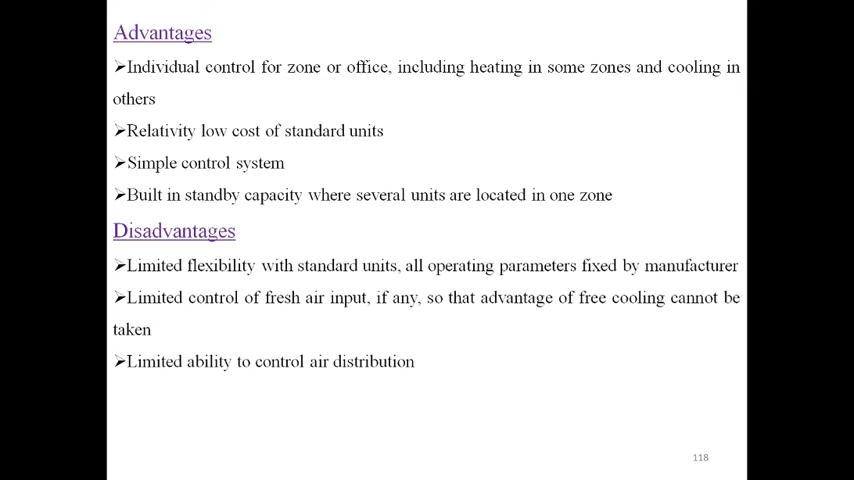 Advantages
➢Individual control for zone or office, including heating in some zones and cooling in
others
➢Relativity low cost of standard units
➢Simple control system
➢Built in standby capacity where several units are located in one zone
Disadvantages
➢Limited flexibility with standard units, all operating parameters fixed by manufacturer
➢Limited control of fresh air input, if any, so that advantage of free cooling cannot be
taken
➢Limited ability to control air distribution
118